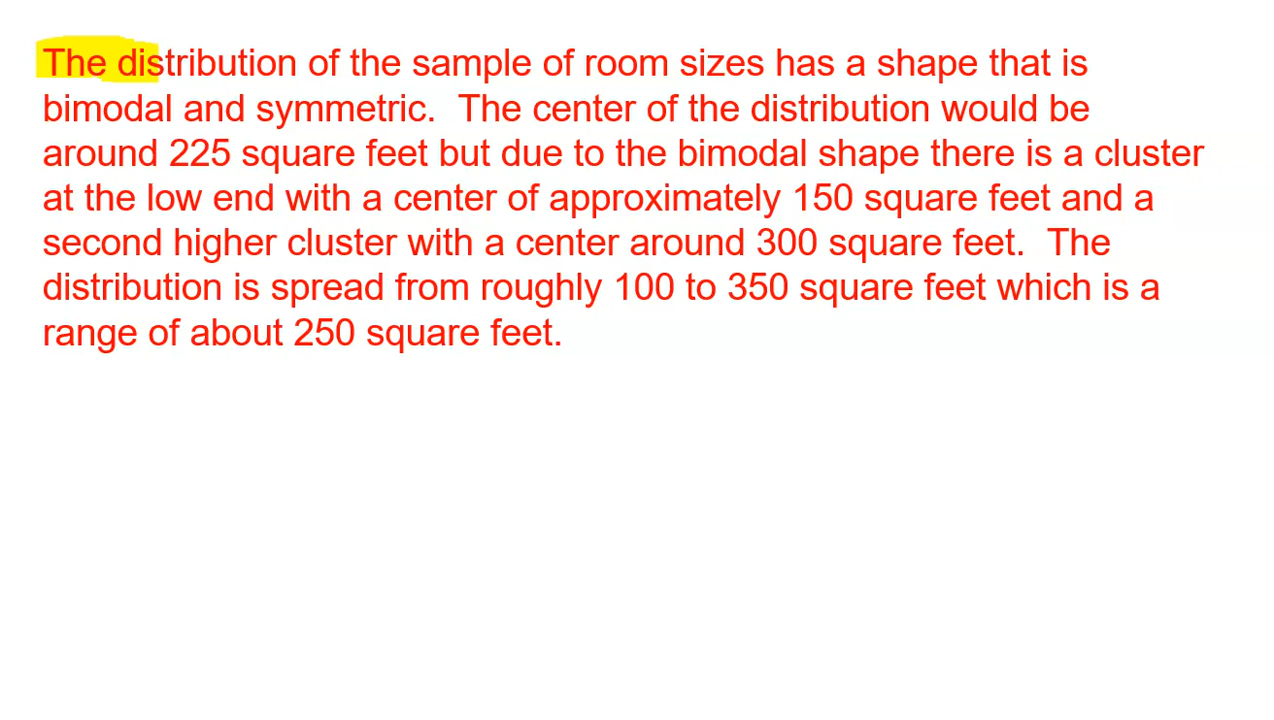 The distribution of the sample of room sizes has a shape that is
bimodal and symmetric.  The center of the distribution would be
around 225 square feet but due to the bimodal shape there is a cluster
at the low end with a center of approximately 150 square feet and a
second higher cluster with a center around 300 square feet.  The
distribution is spread from roughly 100 to 350 square feet which is a
range of about 250 square feet.